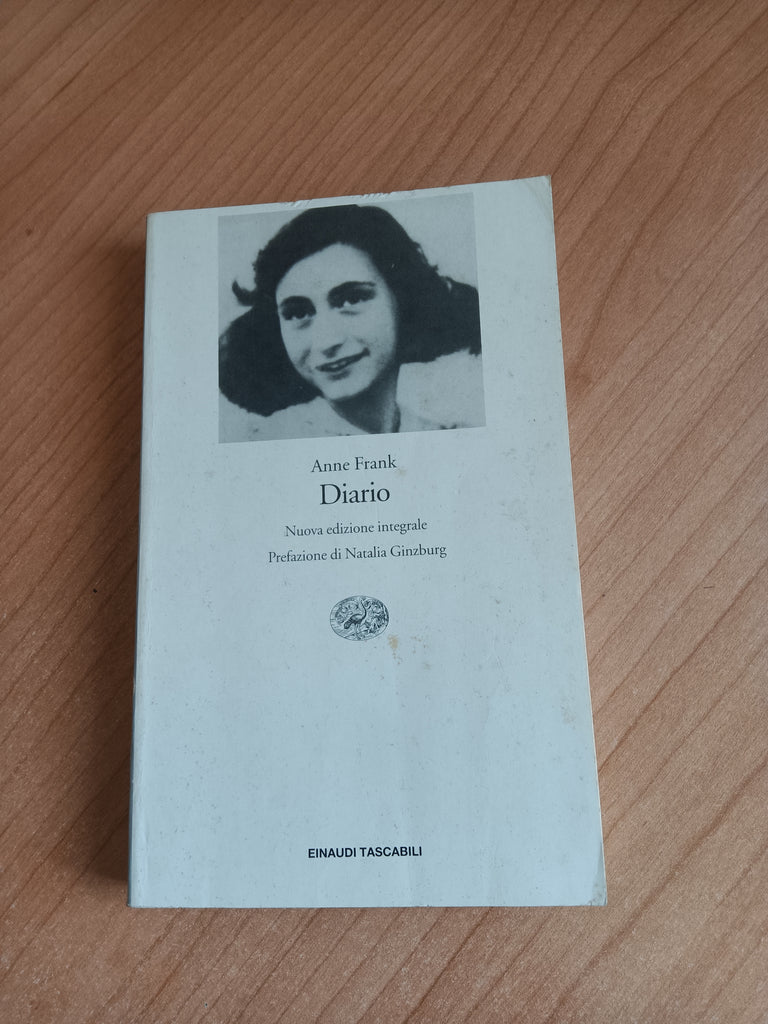 Anne Frank
Diario
Nuova edizione integrale
Prefazione di Natalia Ginzburg
EINAUDI TASCABILI